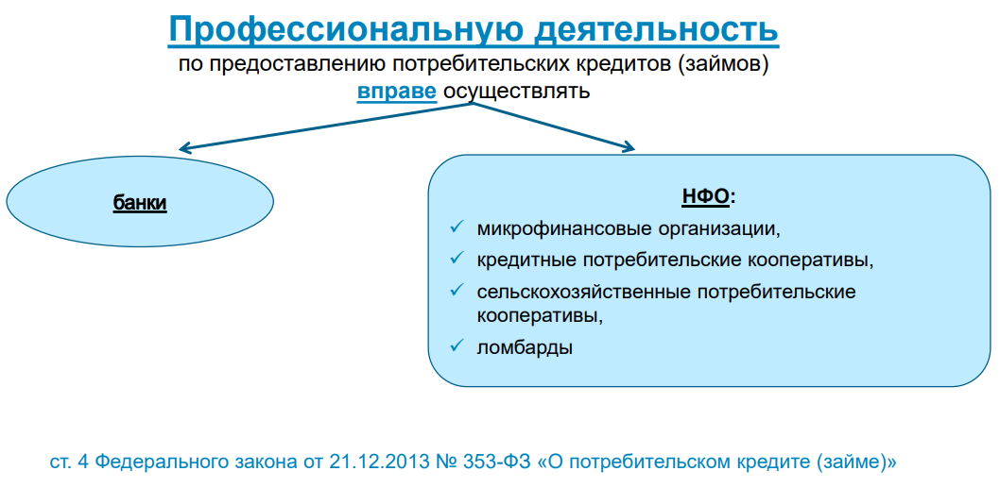 Профессиональную деятельность
по предоставлению потребительских кредитов (займов)
вправе осуществлять
банки
НФО:
микрофинансовые организации,
кредитные потребительские кооперативы,
сельскохозяйственные потребительские
кооперативы,
ломбарды
ст. 4 Федерального закона от 21.12.2013 № 353-ФЗ «О потребительском кредите (займе)»